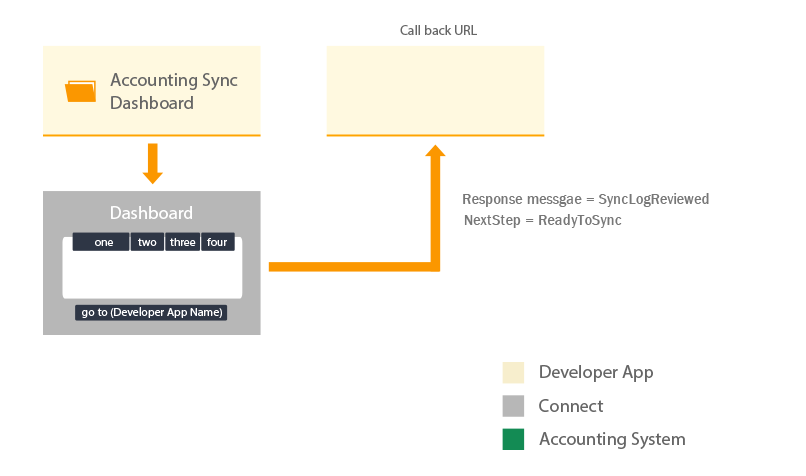 Call back URL
Accounting Sync
Dashboard
Dashboard
one two three four
go to (Developer App Name)
Response messgae = SyncLogReviewed
NextStep = ReadyToSync
Developer App
Connect
Accounting System